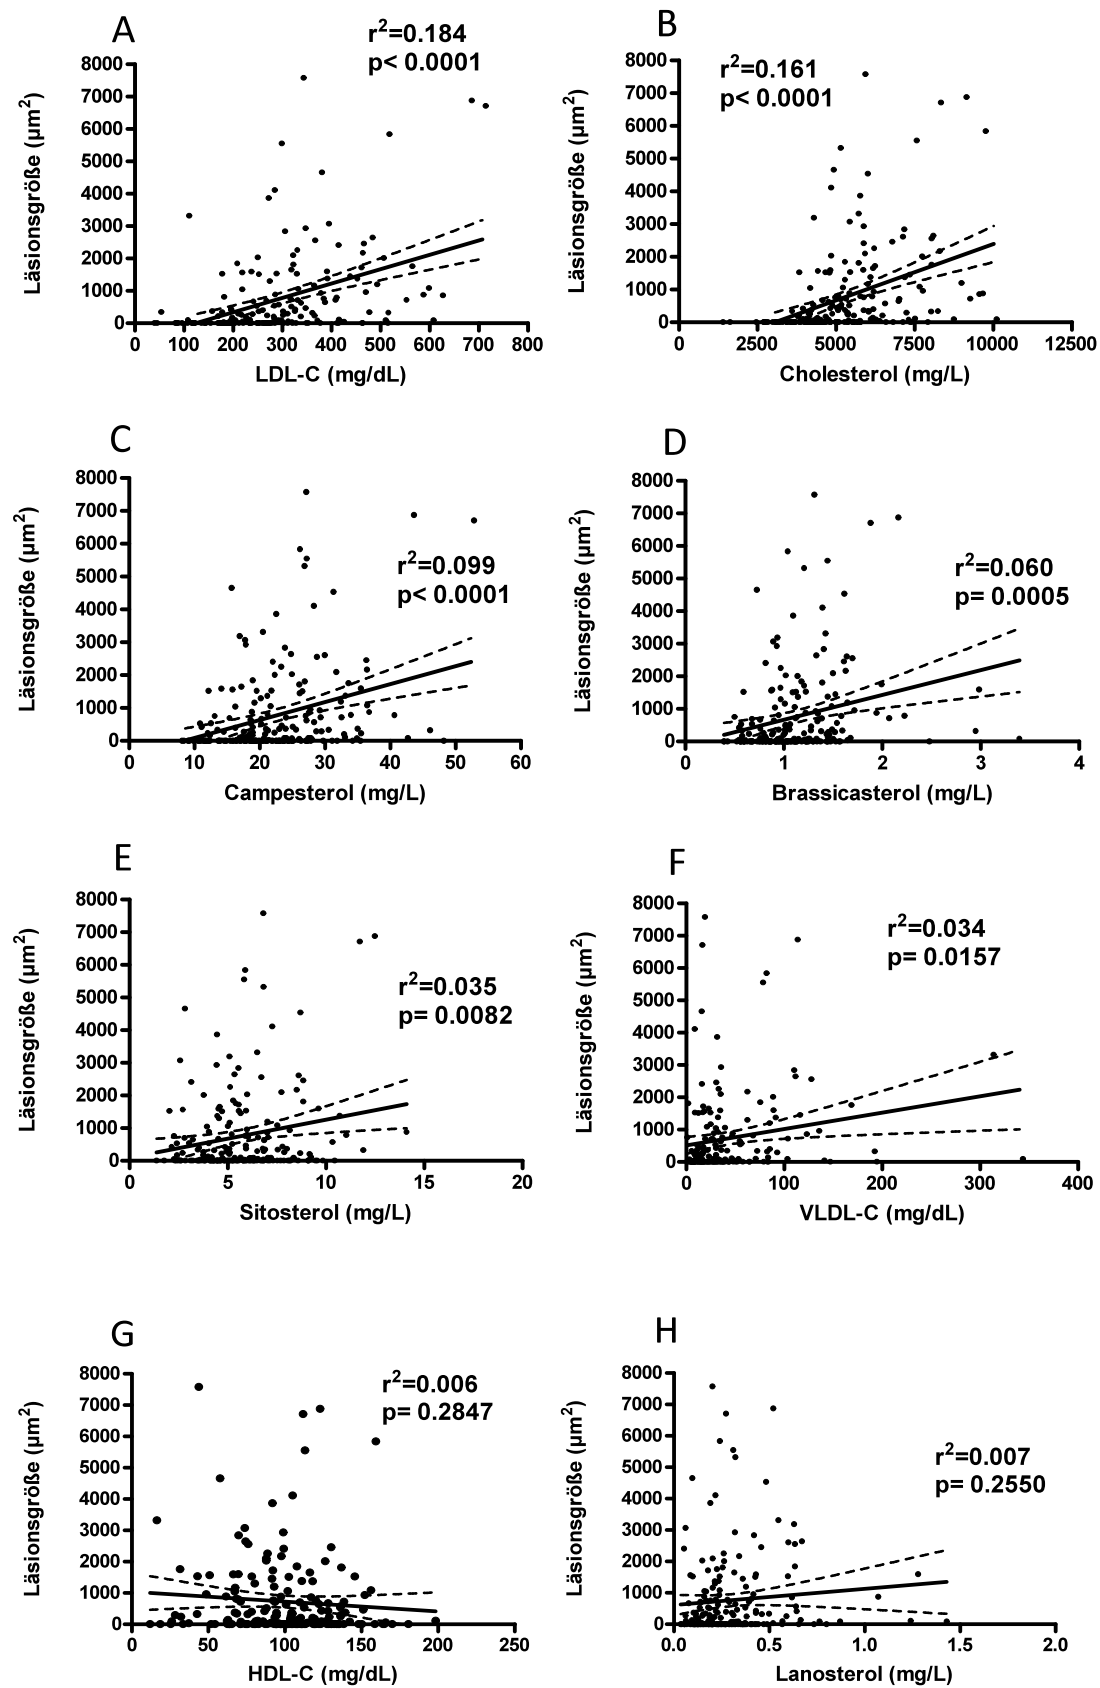 A
r²=0.184
p< 0.0001
8000
7000
6000
5000
4000
3000
2000
1000
0
Läsionsgröße (µm²)
0 100 200 300 400 500 600 700 800
LDL-C (mg/dL)
B
r²=0.161
p< 0.0001
8000
7000
6000
5000
4000
3000
2000
1000
0
Läsionsgröße (µm²)
0 2500 5000 7500 10000 12500
Cholesterol (mg/L)
C
r²=0.099
p< 0.0001
8000
7000
6000
5000
4000
3000
2000
1000
0
Läsionsgröße (µm²)
0 10 20 30 40 50 60
Campesterol (mg/L)
D
r²=0.060
p= 0.0005
8000
7000
6000
5000
4000
3000
2000
1000
0
Läsionsgröße (µm²)
0 1 2 3 4
Brassicasterol (mg/L)
E
r²=0.035
p= 0.0082
8000
7000
6000
5000
4000
3000
2000
1000
0
Läsionsgröße (µm²)
0 5 10 15 20
Sitosterol (mg/L)
F
r²=0.034
p= 0.0157
8000
7000
6000
5000
4000
3000
2000
1000
0
Läsionsgröße (µm²)
0 100 200 300 400
VLDL-C (mg/dL)
G
r²=0.006
p= 0.2847
8000
7000
6000
5000
4000
3000
2000
1000
0
Läsionsgröße (µm²)
0 50 100 150 200 250
HDL-C (mg/dL)
H
r²=0.007
p= 0.2550
8000
7000
6000
5000
4000
3000
2000
1000
0
Läsionsgröße (µm²)
0.0 0.5 1.0 1.5 2.0
Lanosterol (mg/L)